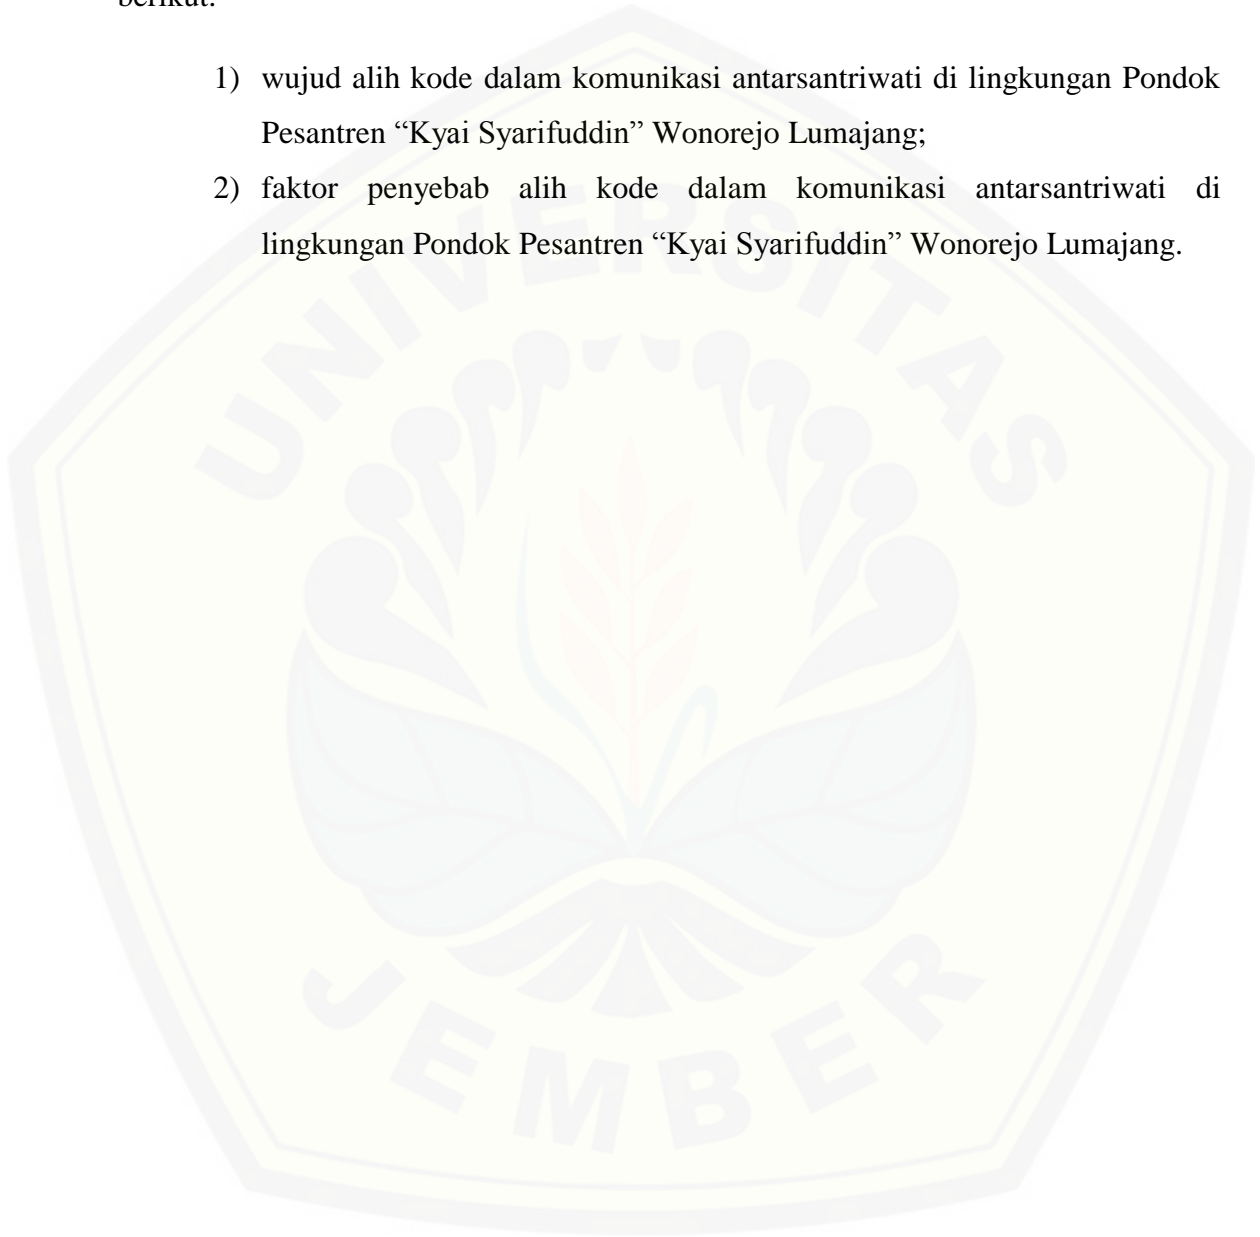 berikut.
1) wujud alih kode dalam komunikasi antarsantriwati di lingkungan Pondok
Pesantren “Kyai Syarifuddin” Wonorejo Lumajang;
2) faktor penyebab alih kode dalam komunikasi antarsantriwati di
lingkungan Pondok Pesantren “Kyai Syarifuddin” Wonorejo Lumajang.
UNIVERSITAS
JEMBER